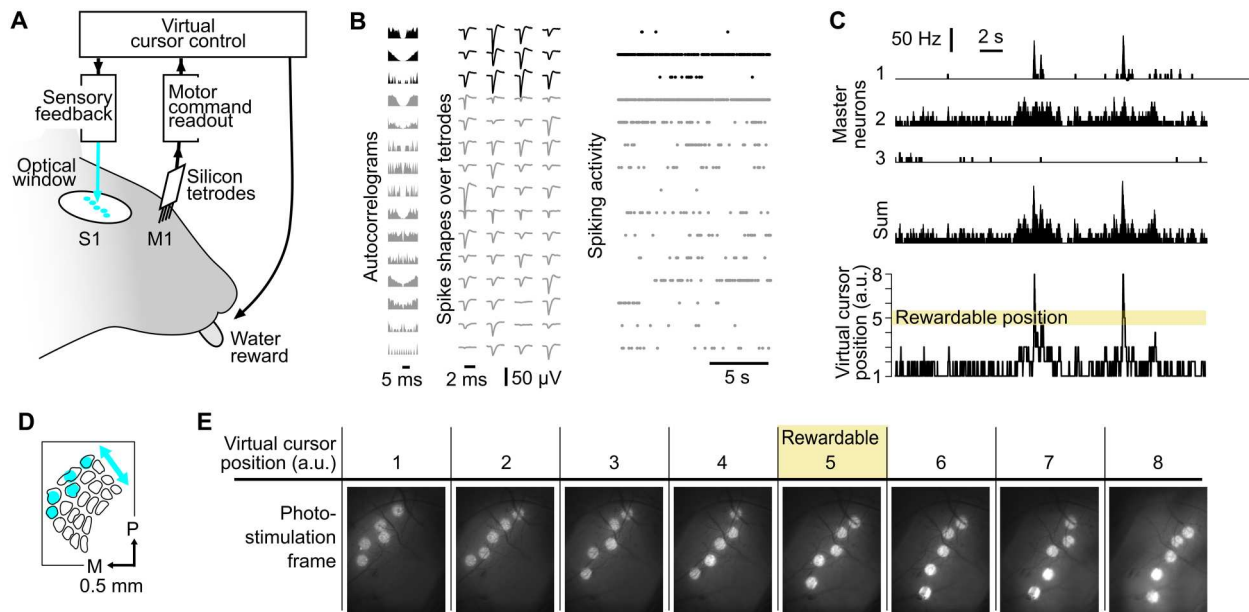 A
Virtual
cursor control
Sensory
feedback
Motor
command
readout
Optical
window
Silicon
tetrodes
S1
M1
Water
reward
B
Autocorrelograms
Spike shapes over tetrodes
Spiking activity
5 ms
2 ms
50 µV
5 s
C
50 Hz
2 s
Master
neurons
1
2
3
Sum
Virtual cursor
position (a.u.)
8
5
1
Rewardable position
D
P
M
0.5 mm
E
Virtual cursor
position (a.u.)
Rewardable
1 2 3 4 5 6 7 8
Photo-
stimulation
frame